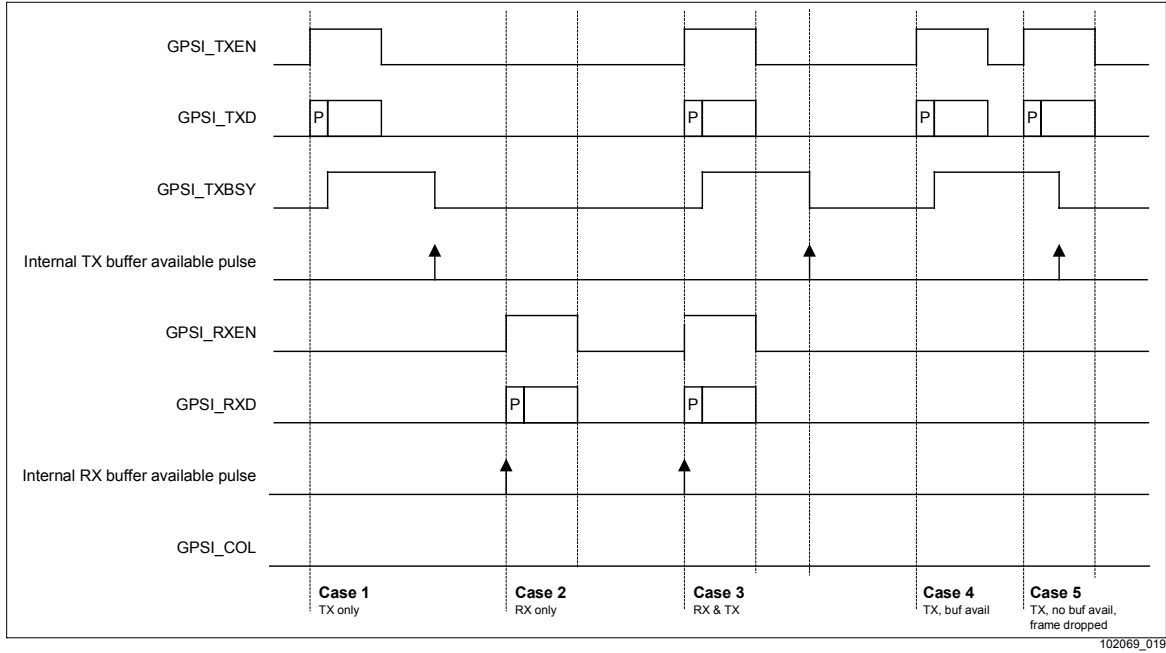 GPSI_TXEN
GPSI_TXD
P
P
P
P
GPSI_TXBSY
Internal TX buffer available pulse
GPSI_RXEN
GPSI_RXD
P
P
Internal RX buffer available pulse
GPSI_COL
Case 1
TX only
Case 2
RX only
Case 3
RX & TX
Case 4
TX, buf avail
Case 5
TX, no buf avail,
frame dropped
102069_019